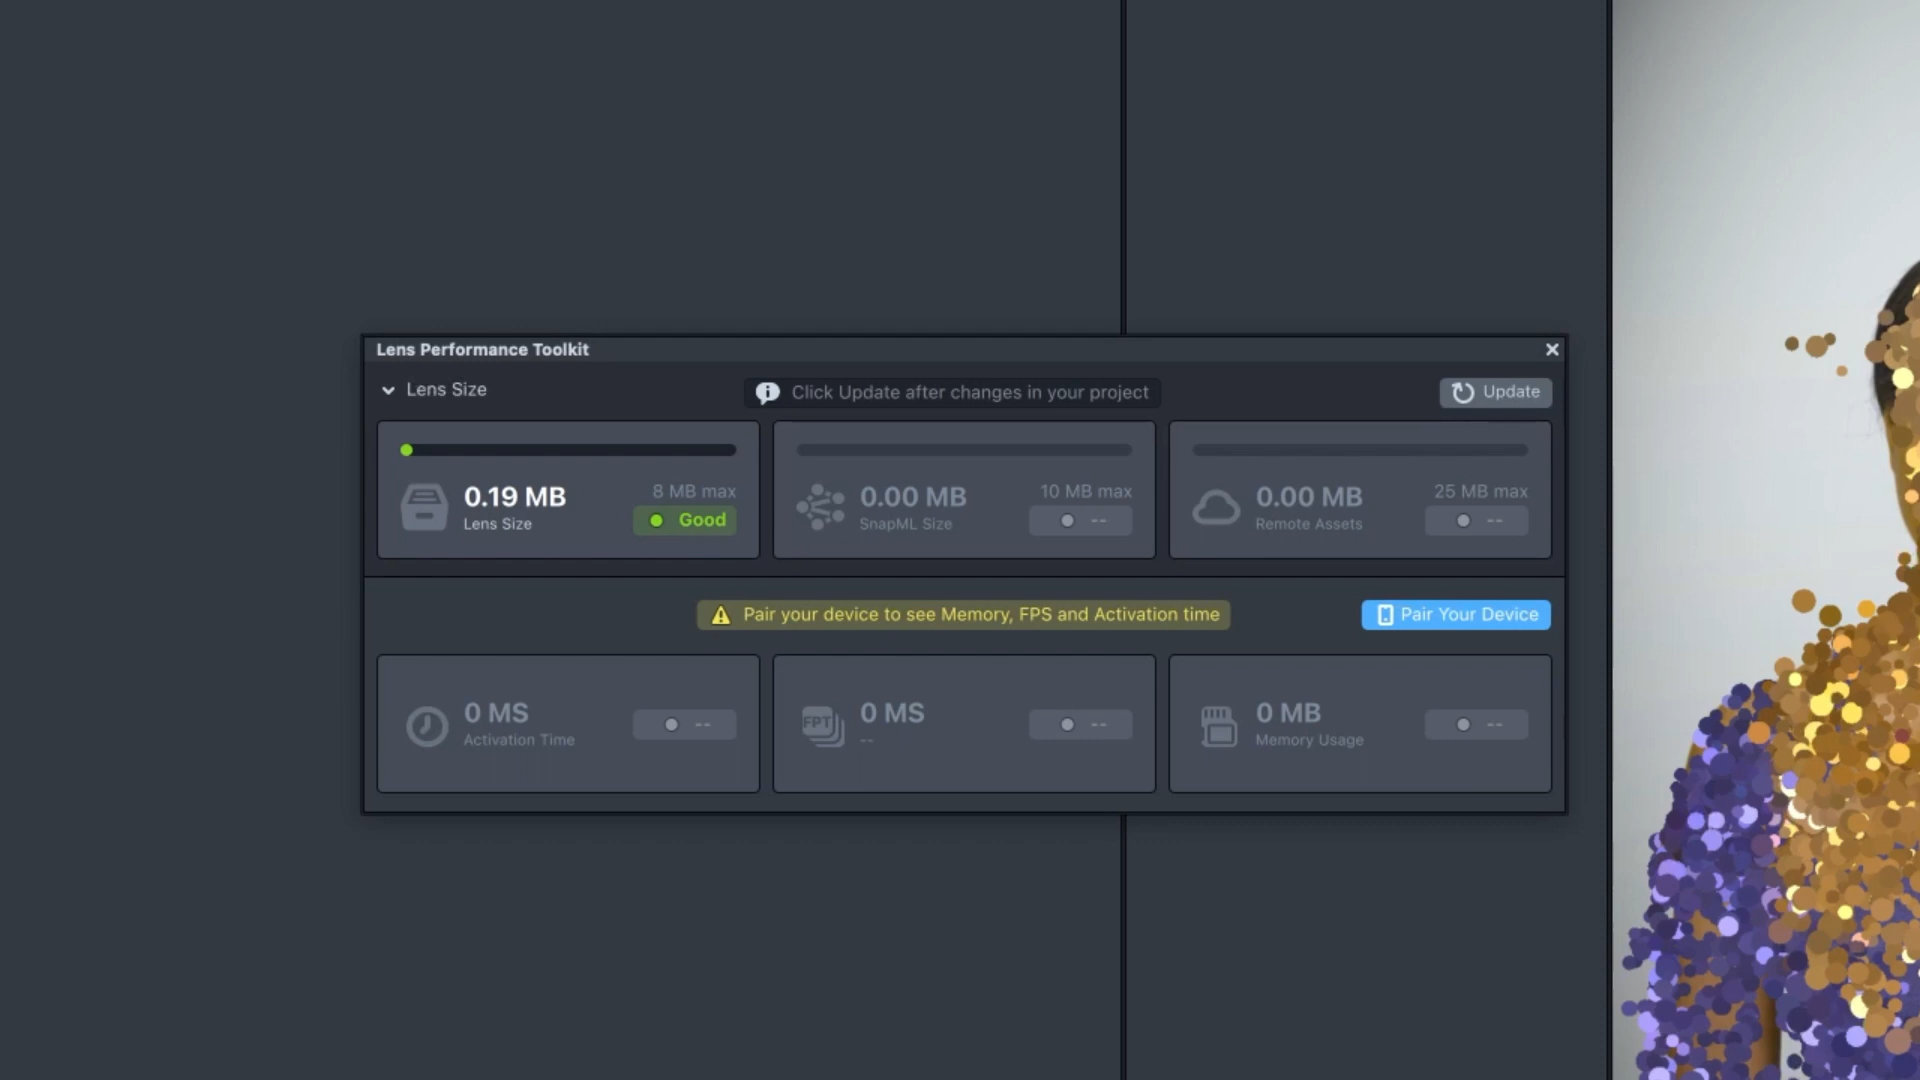 Lens Performance Toolkit
Lens Size
Click Update after changes in your project
Update
0.19 MB
8 MB max
Lens Size
Good
0.00 MB
10 MB max
SnapML Size
--
0.00 MB
25 MB max
Remote Assets
--
Pair your device to see Memory, FPS and Activation time
Pair Your Device
0 MS
Activation Time
--
FPT
0 MS
--
--
0 MB
Memory Usage
--